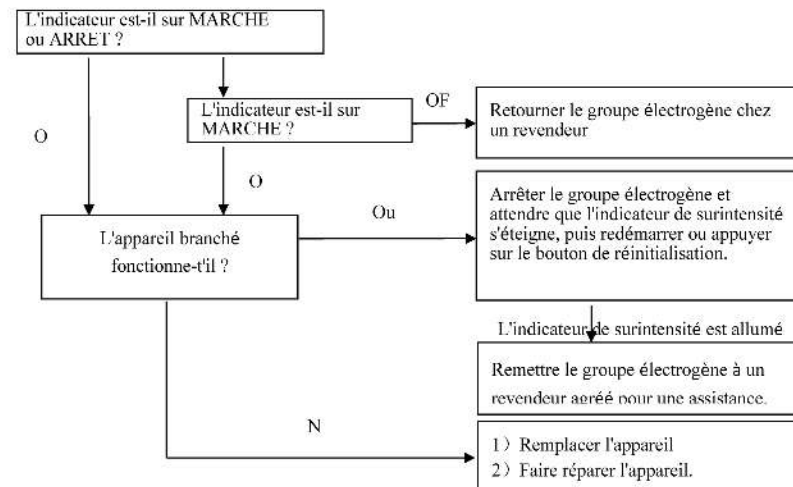 L'indicateur est-il sur MARCHE
ou ARRET ?
L'indicateur est-il sur
MARCHE ?
OF
Retourner le groupe électrogène chez
un revendeur
O
O
L'appareil branché
fonctionne-t'il ?
Ou
Arrêter le groupe électrogène et
attendre que l'indicateur de surintensité
s'éteigne, puis redémarrer ou appuyer
sur le bouton de réinitialisation.
L'indicateur de surintensité est allumé
Remettre le groupe électrogène à un
revendeur agréé pour une assistance.
N
1) Remplacer l'appareil
2) Faire réparer l'appareil.